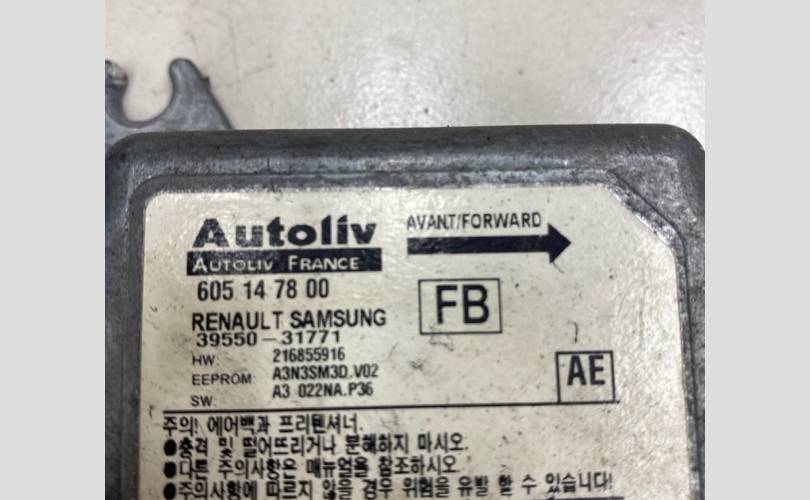 Autoliv
AVANT/FORWARD
AUTOLIV FRANCE
605 14 78 00
FB
RENAULT SAMSUNG
39550-31771
HW: 216855916
EEPROM: A3N3SM3D.V02
AE
SW: A3 022NA.P36
주의! 에어백과 프리텐셔너.
●충격 및 떨어뜨리거나 분해하지 마시오.
●다른 주의사항은 매뉴얼을 참조하시오.
●주의사항에 따르지 않을 경우 위험을 유발 할 수 있습니다!